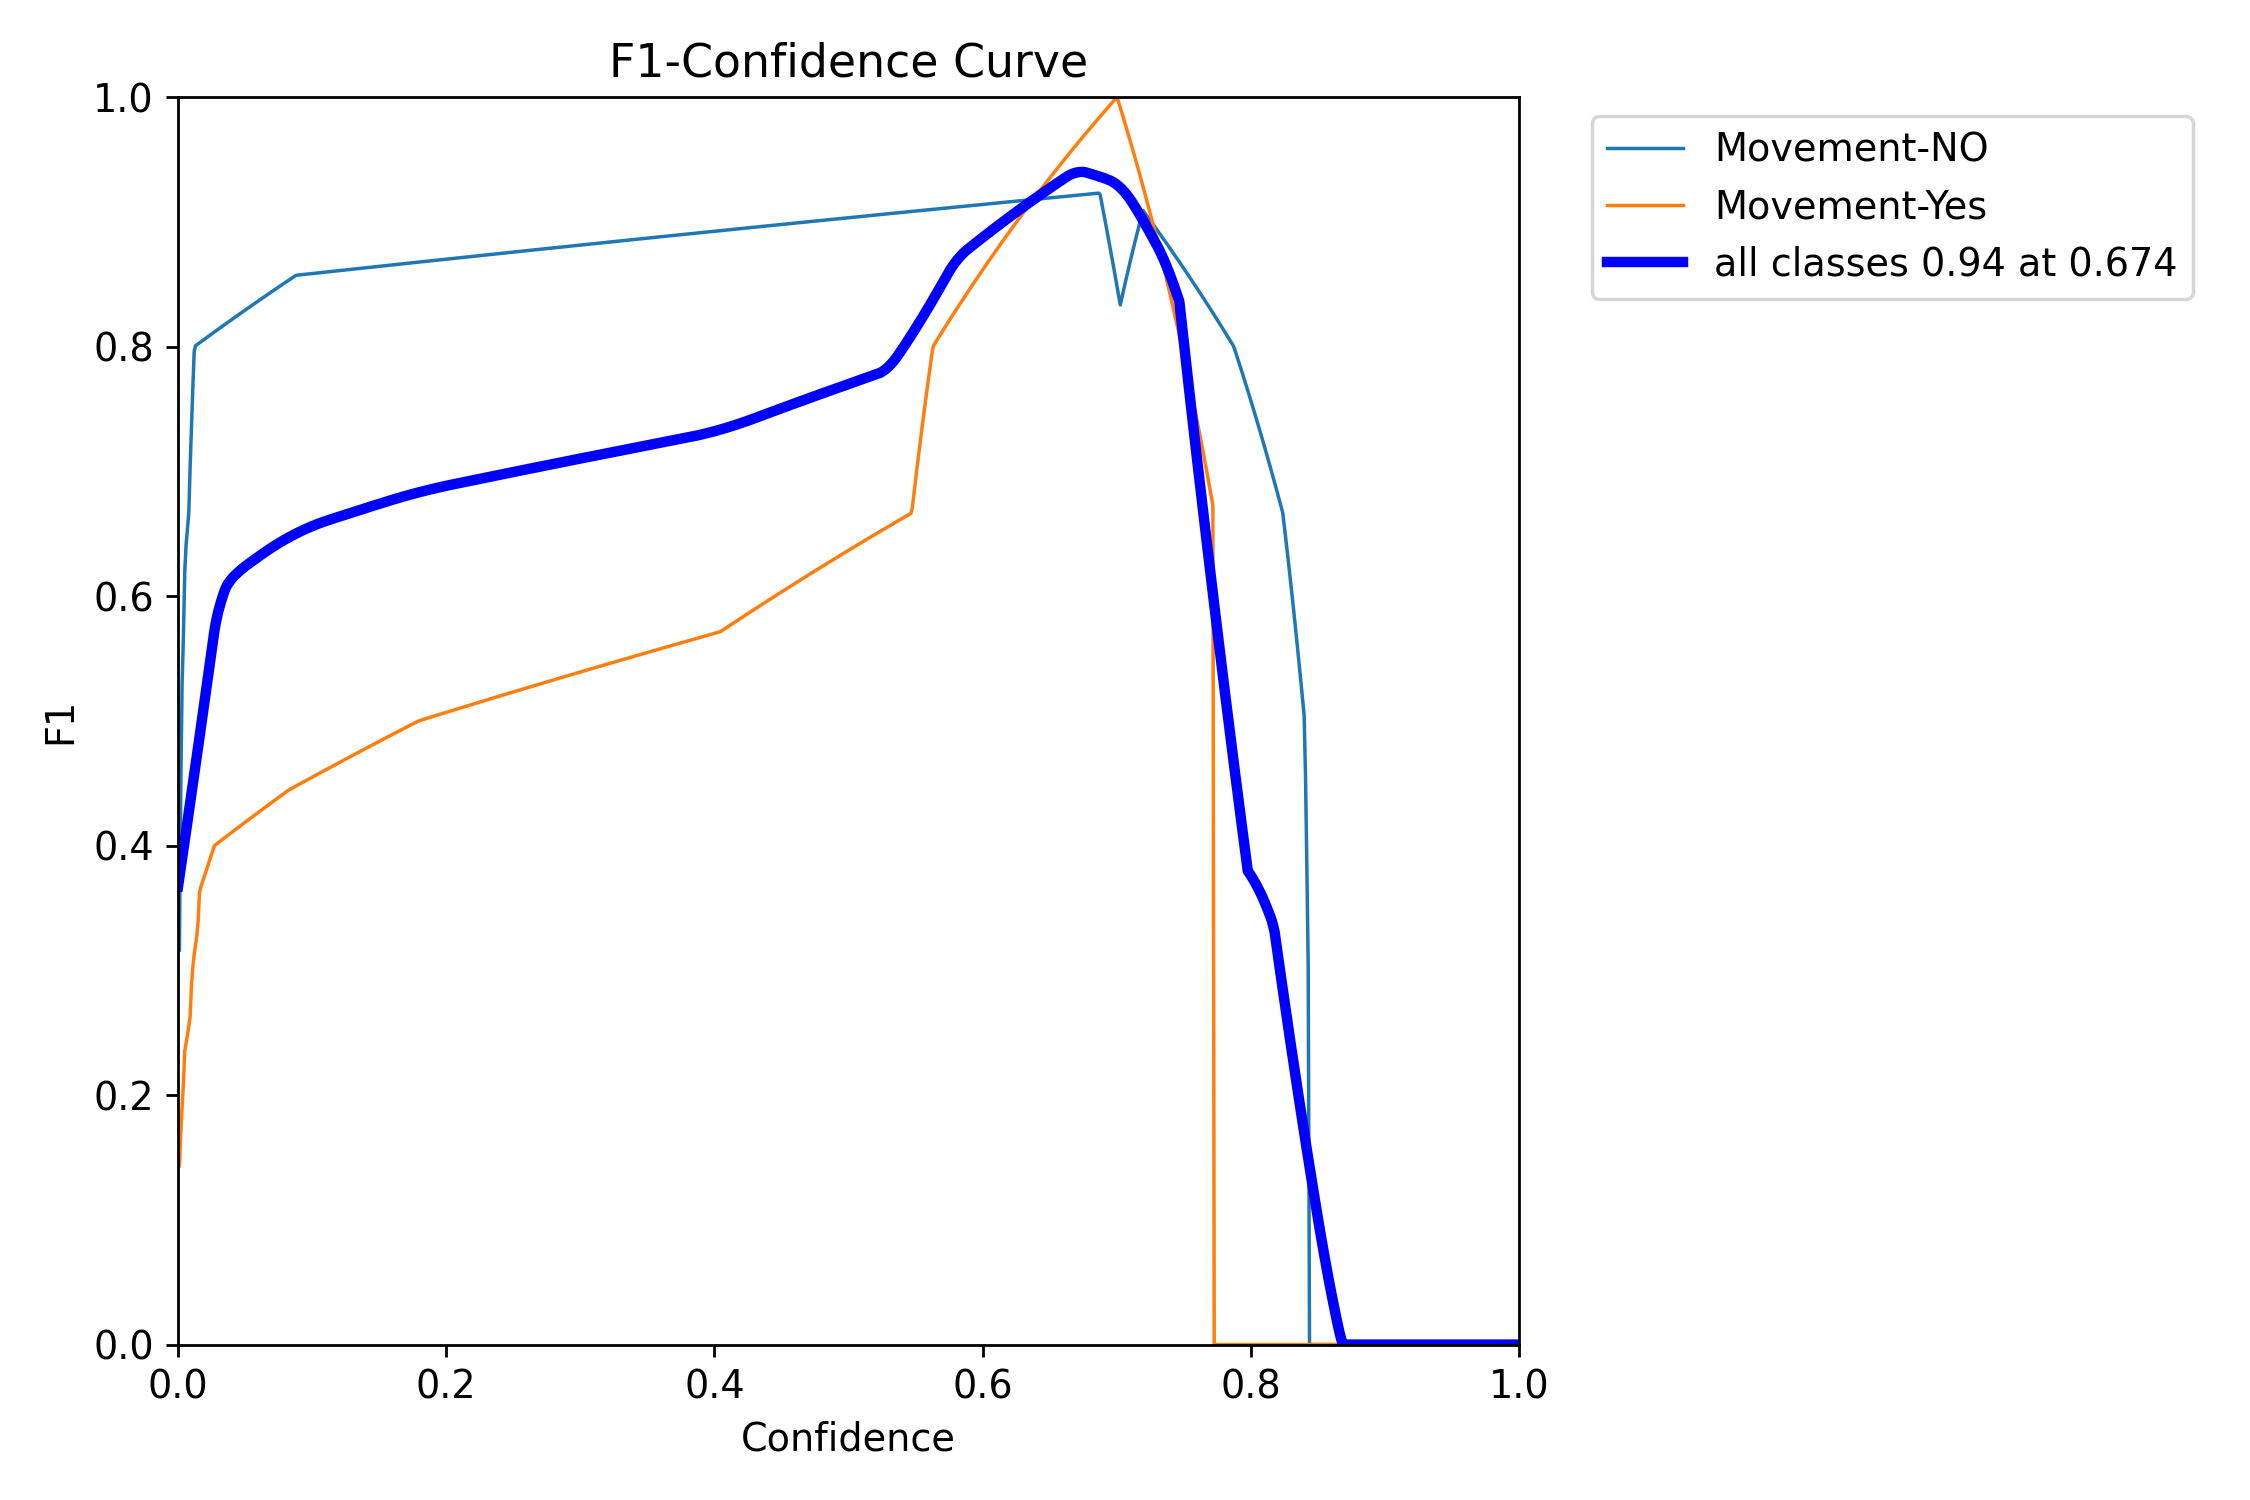 F1-Confidence Curve
1.0
0.8
0.6
0.4
0.2
0.0
F1
0.0 0.2 0.4 0.6 0.8 1.0
Confidence
Movement-NO
Movement-Yes
all classes 0.94 at 0.674